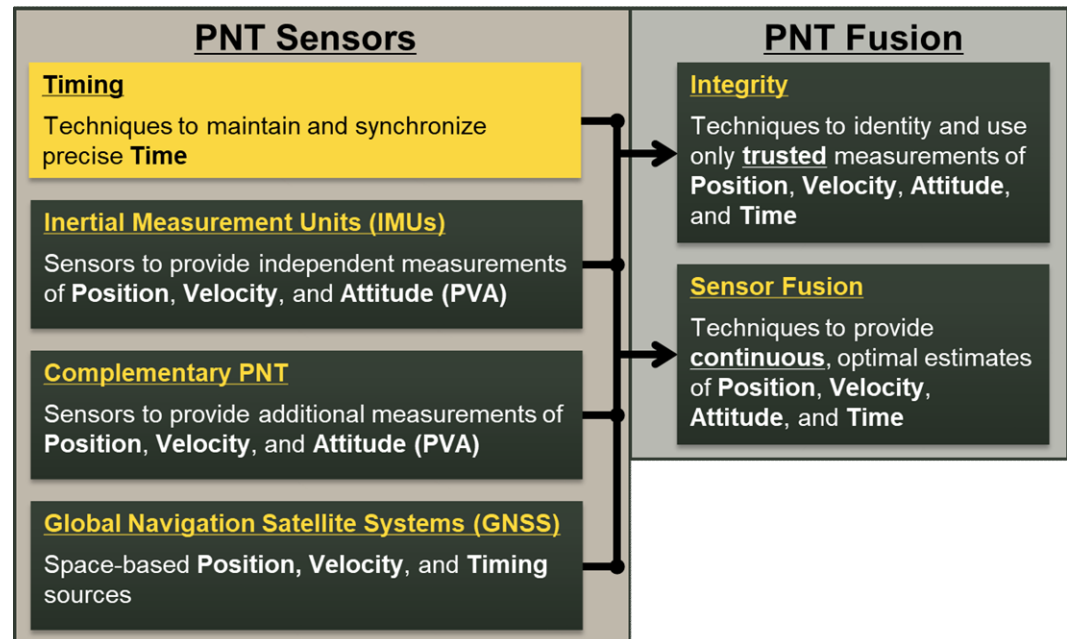 PNT Sensors
Timing
Techniques to maintain and synchronize
precise Time
Inertial Measurement Units (IMUs)
Sensors to provide independent measurements
of Position, Velocity, and Attitude (PVA)
Complementary PNT
Sensors to provide additional measurements of
Position, Velocity, and Attitude (PVA)
Global Navigation Satellite Systems (GNSS)
Space-based Position, Velocity, and Timing
sources
PNT Fusion
Integrity
Techniques to identity and use
only trusted measurements of
Position, Velocity, Attitude,
and Time
Sensor Fusion
Techniques to provide
continuous, optimal estimates
of Position, Velocity,
Attitude, and Time